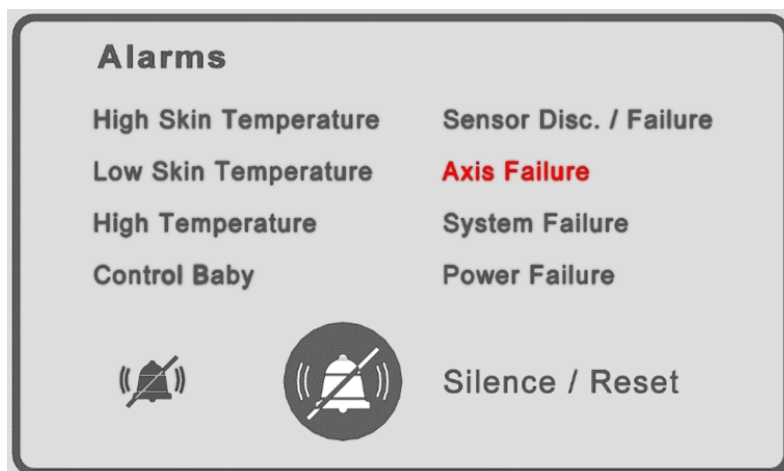 Alarms
High Skin Temperature
Low Skin Temperature
High Temperature
Control Baby
Sensor Disc. / Failure
Axis Failure
System Failure
Power Failure
Silence / Reset